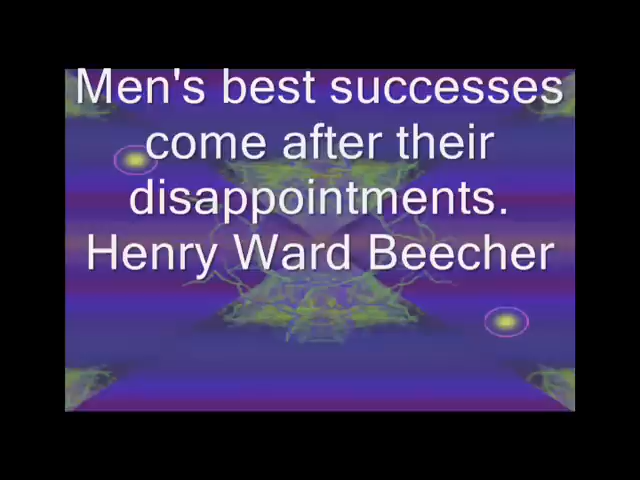 Men's best successes
come after their
disappointments.
Henry Ward Beecher